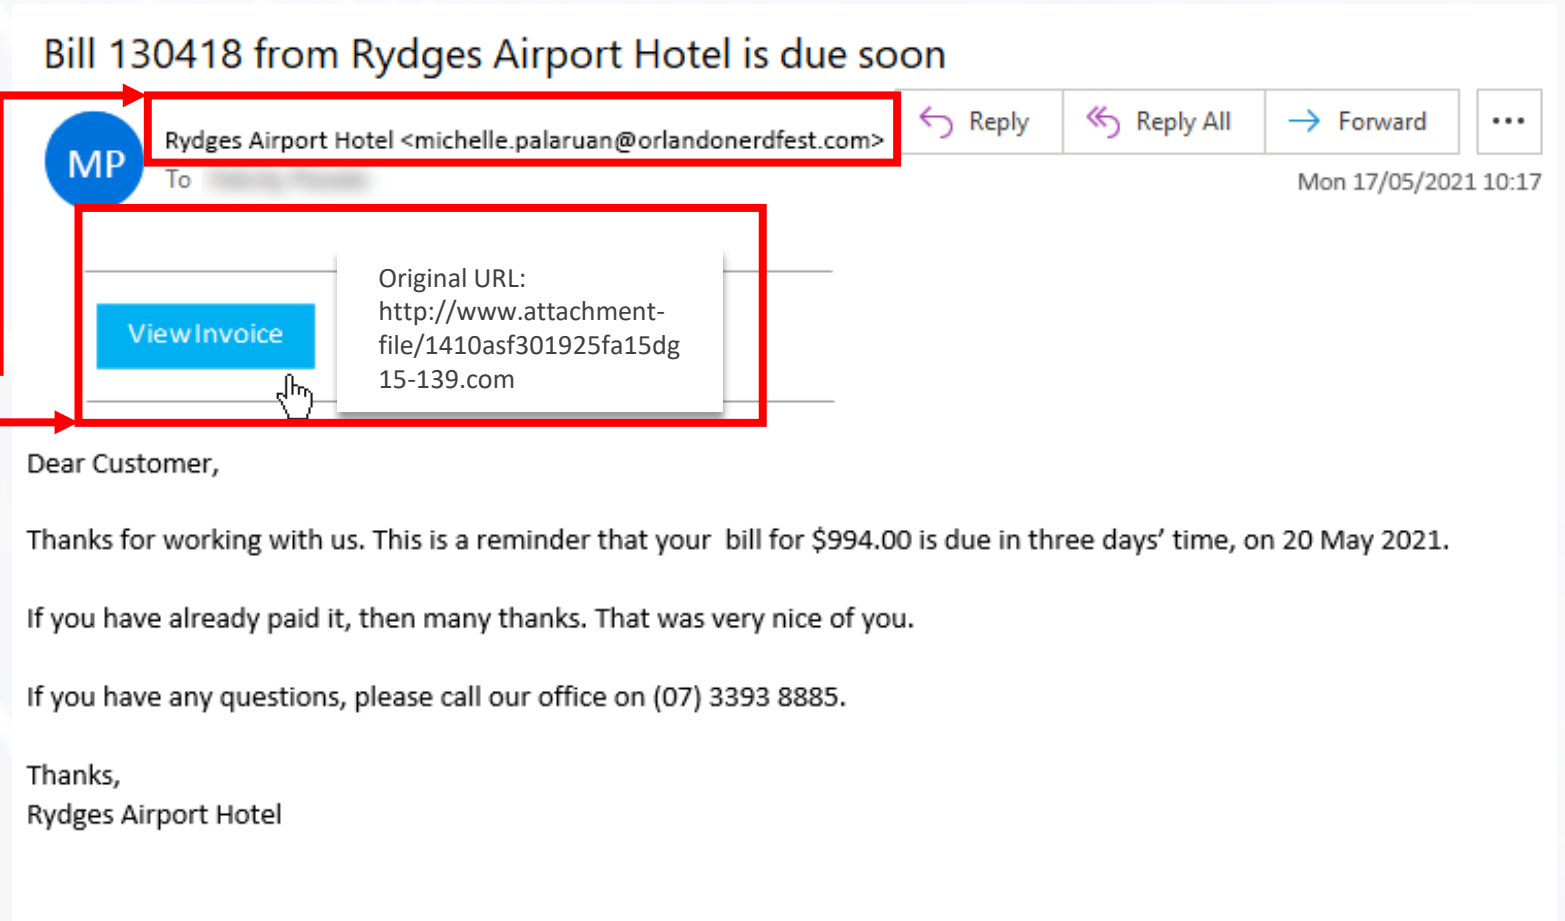 Bill 130418 from Rydges Airport Hotel is due soon
MP
Rydges Airport Hotel <michelle.palaruan@orlandonerdfest.com>
Reply
Reply All
Forward
To
Mon 17/05/2021 10:17
View Invoice
Original URL:
http://www.attachment-
file/1410asf301925fa15dg
15-139.com
Dear Customer,
Thanks for working with us. This is a reminder that your  bill for $994.00 is due in three days’ time, on 20 May 2021.
If you have already paid it, then many thanks. That was very nice of you.
If you have any questions, please call our office on (07) 3393 8885.
Thanks,
Rydges Airport Hotel